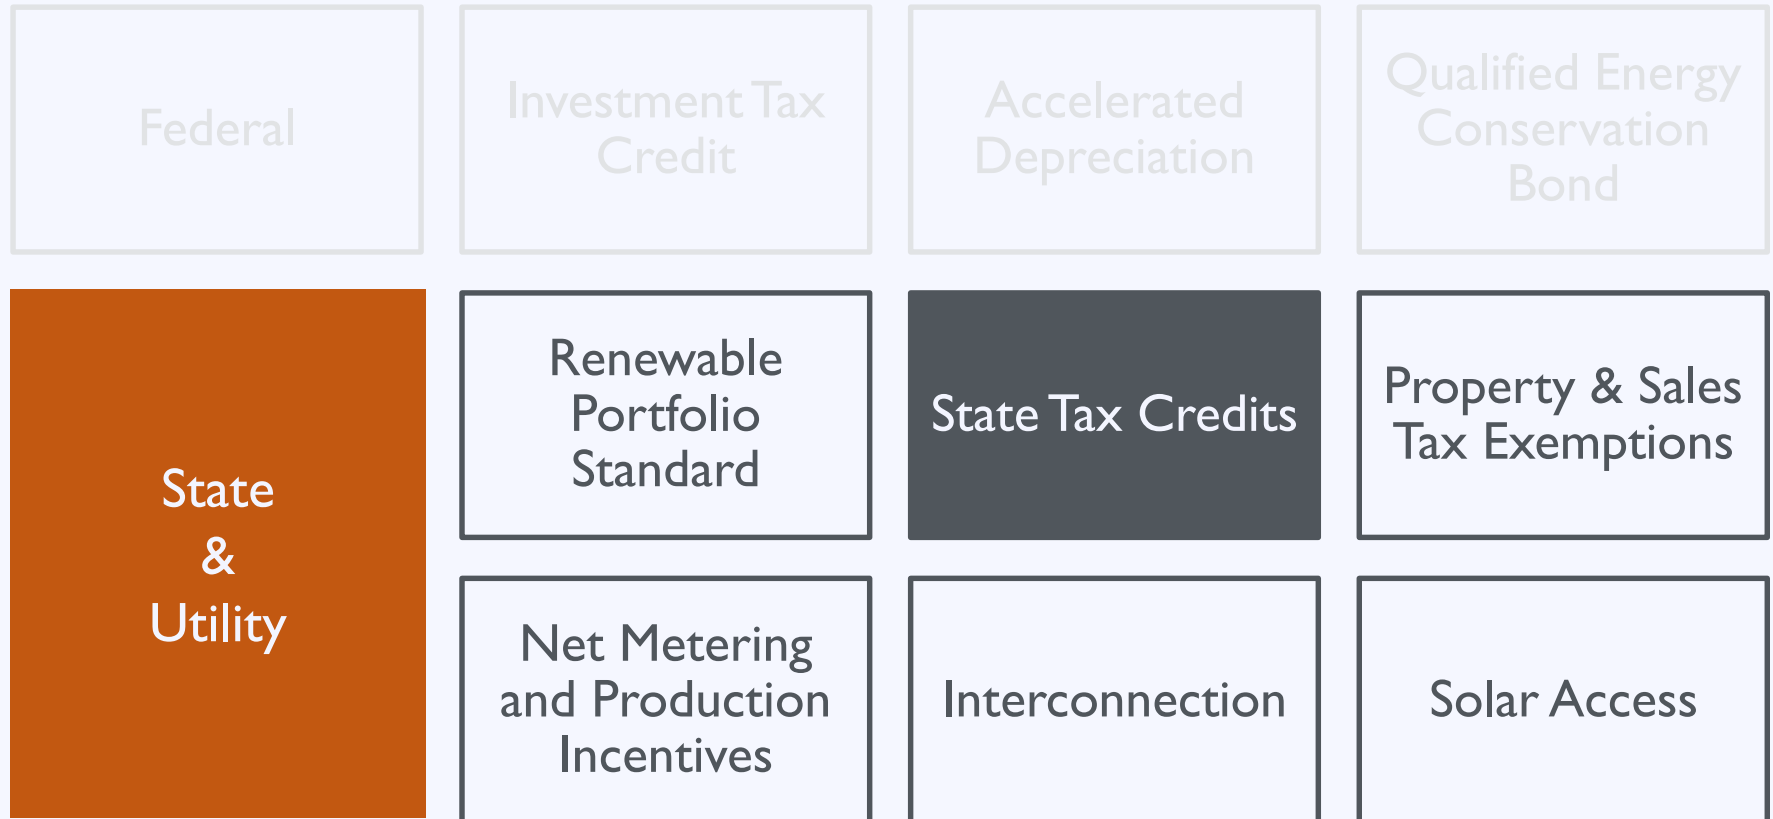 Federal
Investment Tax
Credit
Accelerated
Depreciation
Qualified Energy
Conservation
Bond
State
&
Utility
Renewable
Portfolio
Standard
State Tax Credits
Property & Sales
Tax Exemptions
Net Metering
and Production
Incentives
Interconnection
Solar Access